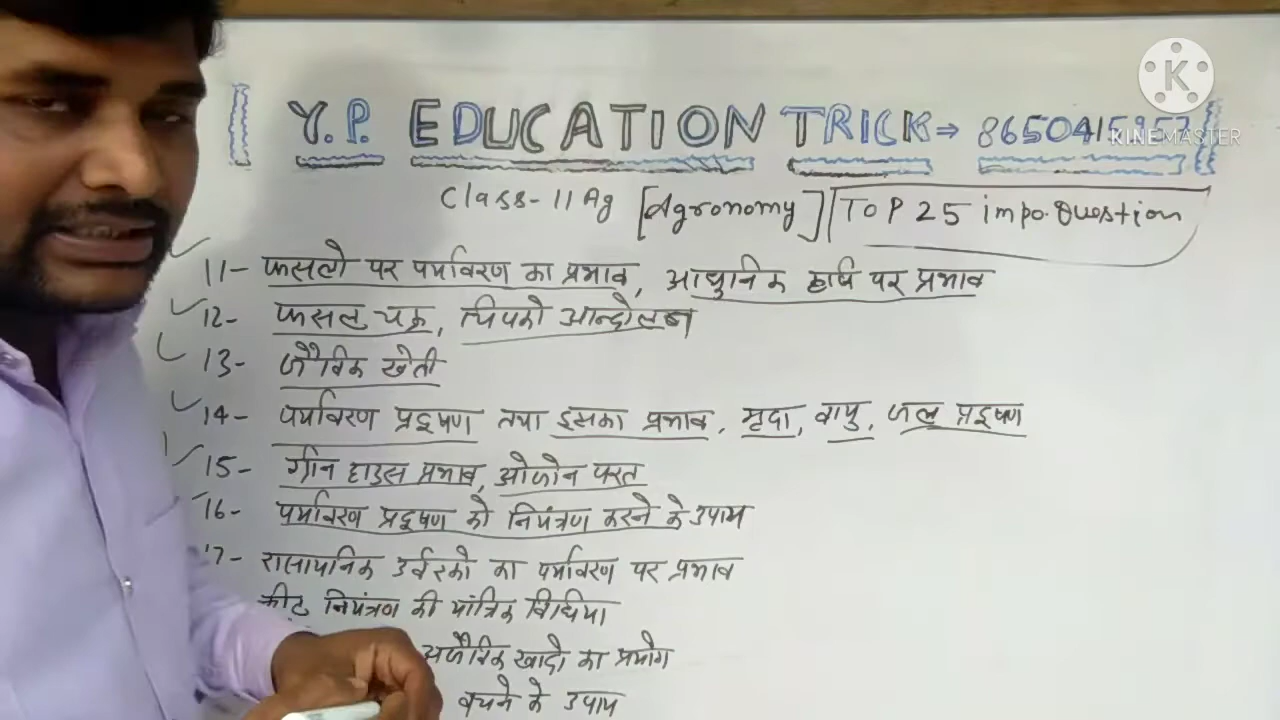 Y.P. EDUCATION TRICK⇒ 8650415957
KINEMASTER
Class-11Ag [Agronomy] TOP 25 impo. Question
11- फसलो पर पर्यावरण का प्रभाव, आधुनिक कृषि पर प्रभाव
12- फसल चक्र, चिपको आन्दोलन
13- जैविक खेती
14- पर्यावरण प्रदूषण तथा इसका प्रभाव, मृदा, वायु, जल प्रदूषण
15- ग्रीन हाउस प्रभाव, ओजोन परत
16- पर्यावरण प्रदूषण को नियंत्रण करने के उपाय
17- रासायनिक उर्वरको का पर्यावरण पर प्रभाव
कीट नियंत्रण की यांत्रिक विधिया
अजैविक खादो का प्रयोग
बचने के उपाय